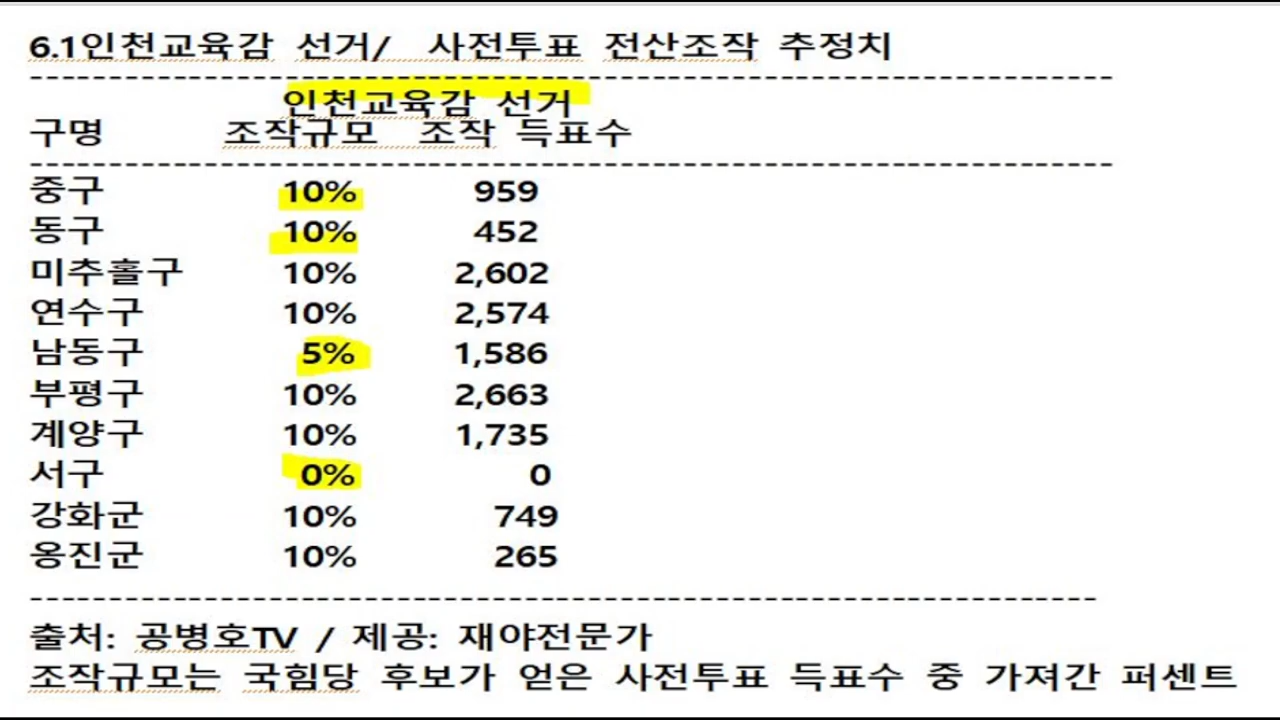 6.1인천교육감 선거/ 사전투표 전산조작 추정치
--------------------------------------------------------------------
인천교육감 선거
구명 조작규모 조작 득표수
--------------------------------------------------------------------
중구 10% 959
동구 10% 452
미추홀구 10% 2,602
연수구 10% 2,574
남동구 5% 1,586
부평구 10% 2,663
계양구 10% 1,735
서구 0% 0
강화군 10% 749
옹진군 10% 265
-------------------------------------------------------------------
출처: 공병호TV / 제공: 재야전문가
조작규모는 국힘당 후보가 얻은 사전투표 득표수 중 가져간 퍼센트